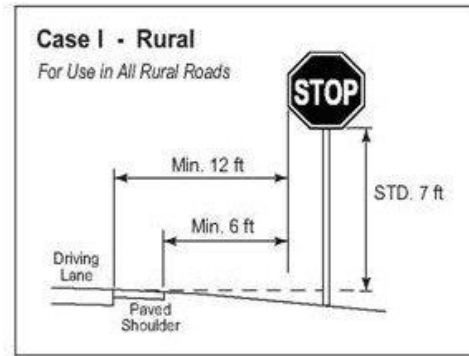 Case I - Rural
For Use in All Rural Roads
STOP
Min. 12 ft
STD. 7 ft
Min. 6 ft
Driving
Lane
Paved
Shoulder